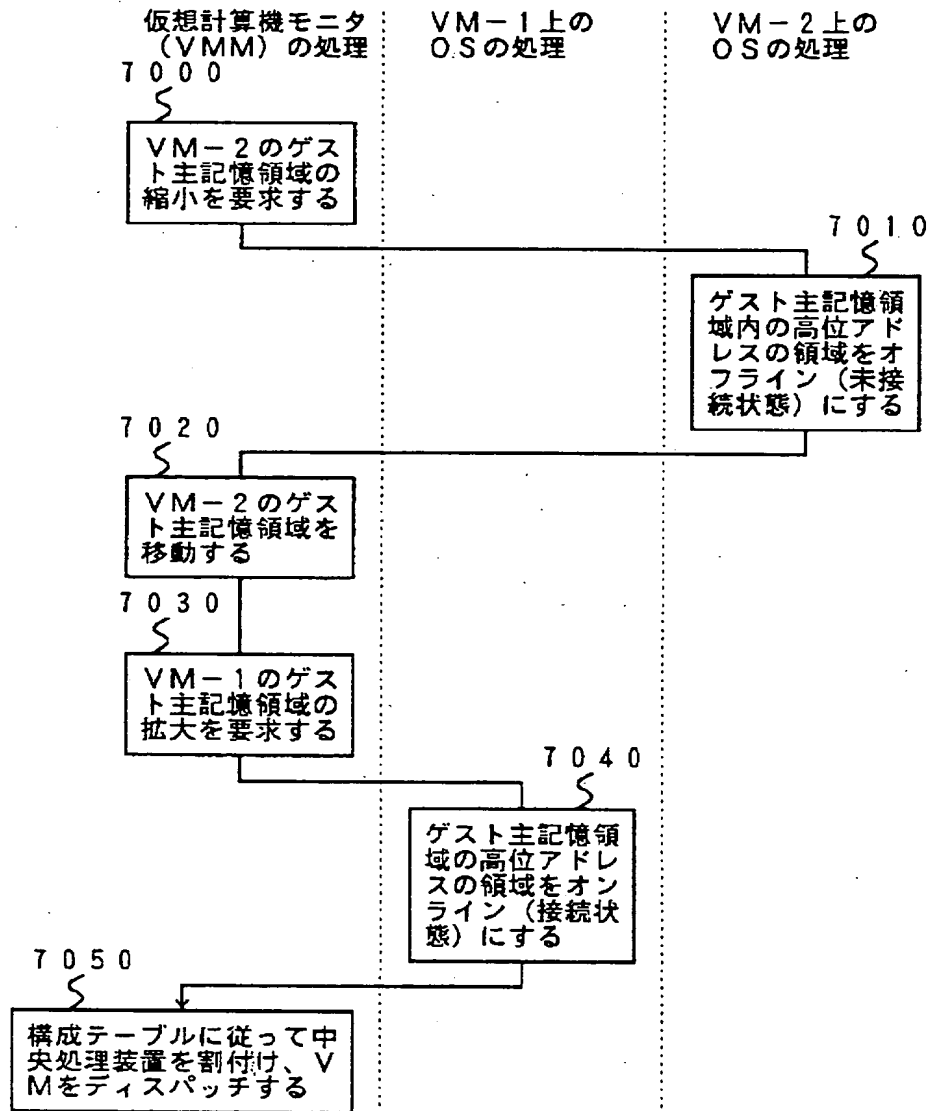 仮想計算機モニタ
（VMM）の処理
VM－1上の
OSの処理
VM－2上の
OSの処理
7000
VM－2のゲス
ト主記憶領域の
縮小を要求する
7010
ゲスト主記憶領
域内の高位アド
レスの領域をオ
フライン（未接
続状態）にする
7020
VM－2のゲス
ト主記憶領域を
移動する
7030
VM－1のゲス
ト主記憶領域の
拡大を要求する
7040
ゲスト主記憶領
域の高位アドレ
スの領域をオン
ライン（接続状
態）にする
7050
構成テーブルに従って中
央処理装置を割付け、V
Mをディスパッチする